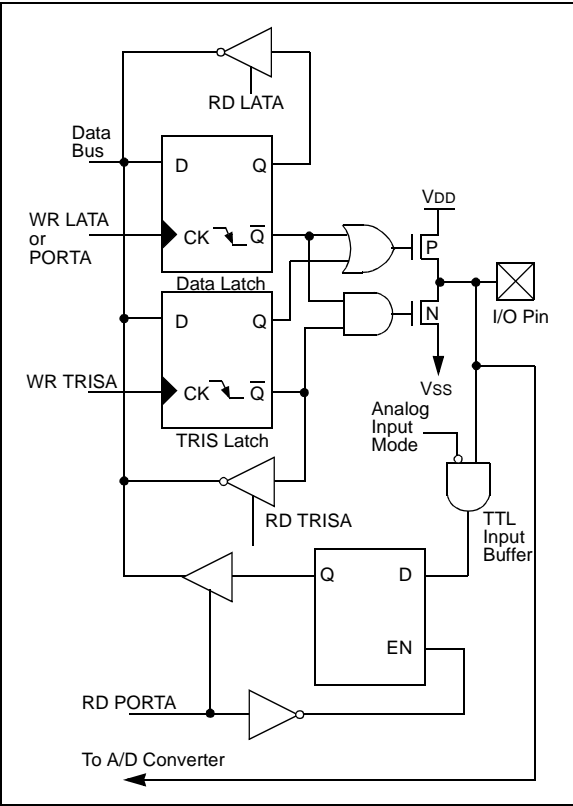 RD LATA
Data
Bus
D
Q
VDD
WR LATA
or
PORTA
CK
Q
P
Data Latch
D
Q
N
I/O Pin
WR TRISA
CK
Q
VSS
TRIS Latch
Analog
Input
Mode
RD TRISA
TTL
Input
Buffer
Q
D
EN
RD PORTA
To A/D Converter